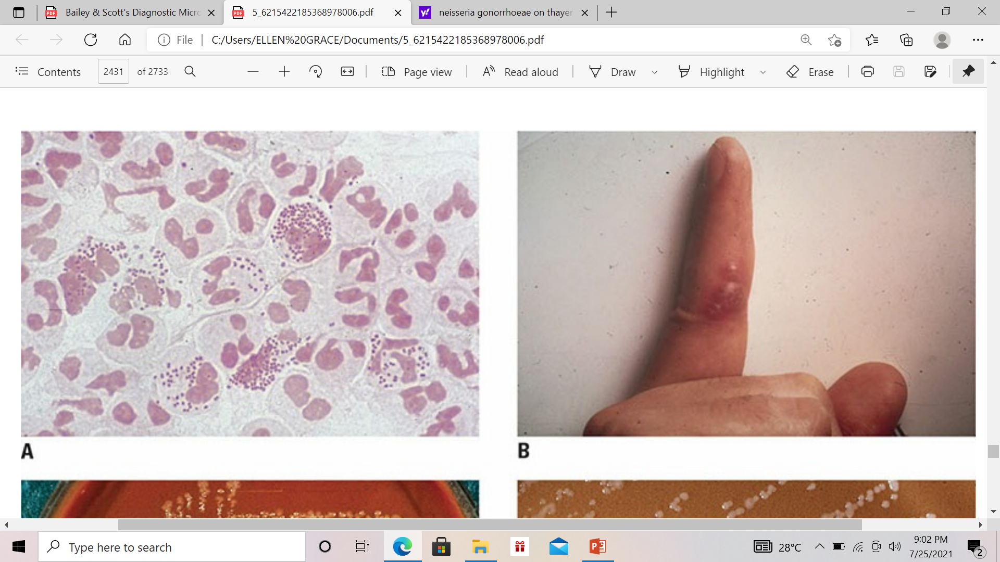 Bailey & Scott's Diagnostic Micro
5_6215422185368978006.pdf
neisseria gonorrhoeae on thayer
File
C:/Users/ELLEN%20GRACE/Documents/5_6215422185368978006.pdf
Contents
2431
of 2733
Page view
Read aloud
Draw
Highlight
Erase
A
B
Type here to search
28°C
9:02 PM
7/25/2021
2